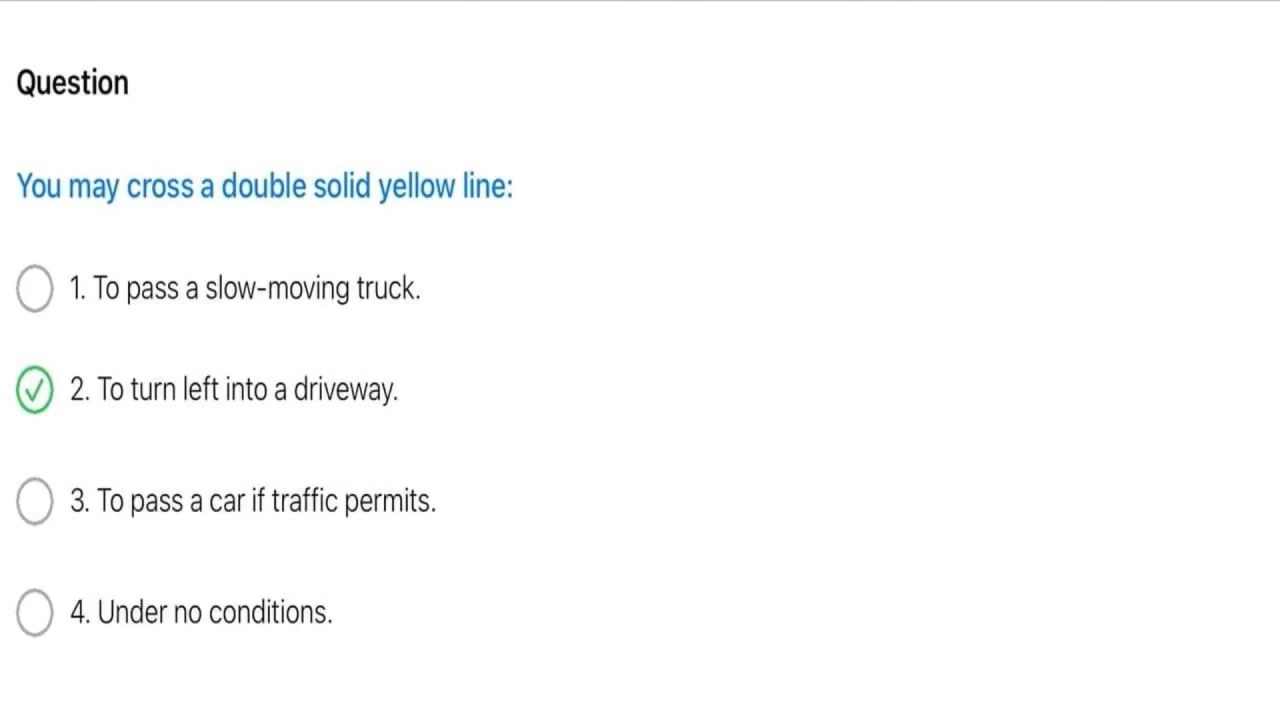 Question
You may cross a double solid yellow line:
1. To pass a slow-moving truck.
2. To turn left into a driveway.
3. To pass a car if traffic permits.
4. Under no conditions.